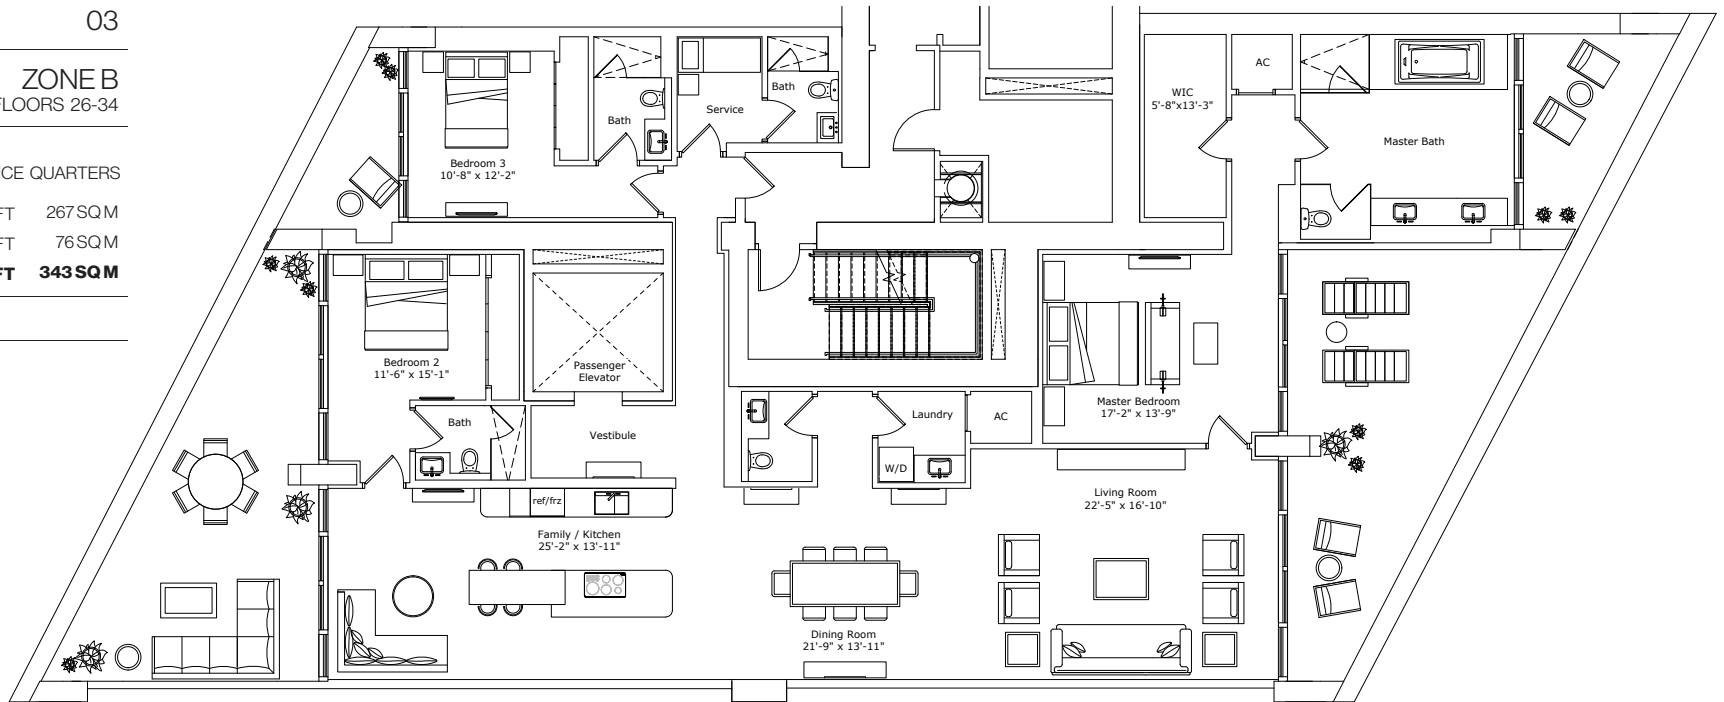 03
ZONE B
FLOORS 26-34
CE QUARTERS
FT 267 SQ M
FT 76 SQ M
FT 343 SQ M
Bedroom 3
10'-8" x 12'-2"
Bath
Service
Bath
WIC
5'-8"x13'-3"
AC
Master Bath
Bedroom 2
11'-6" x 15'-1"
Passenger
Elevator
Bath
Vestibule
Laundry
W/D
AC
Master Bedroom
17'-2" x 13'-9"
ref/frz
Family / Kitchen
25'-2" x 13'-11"
Living Room
22'-5" x 16'-10"
Dining Room
21'-9" x 13'-11"